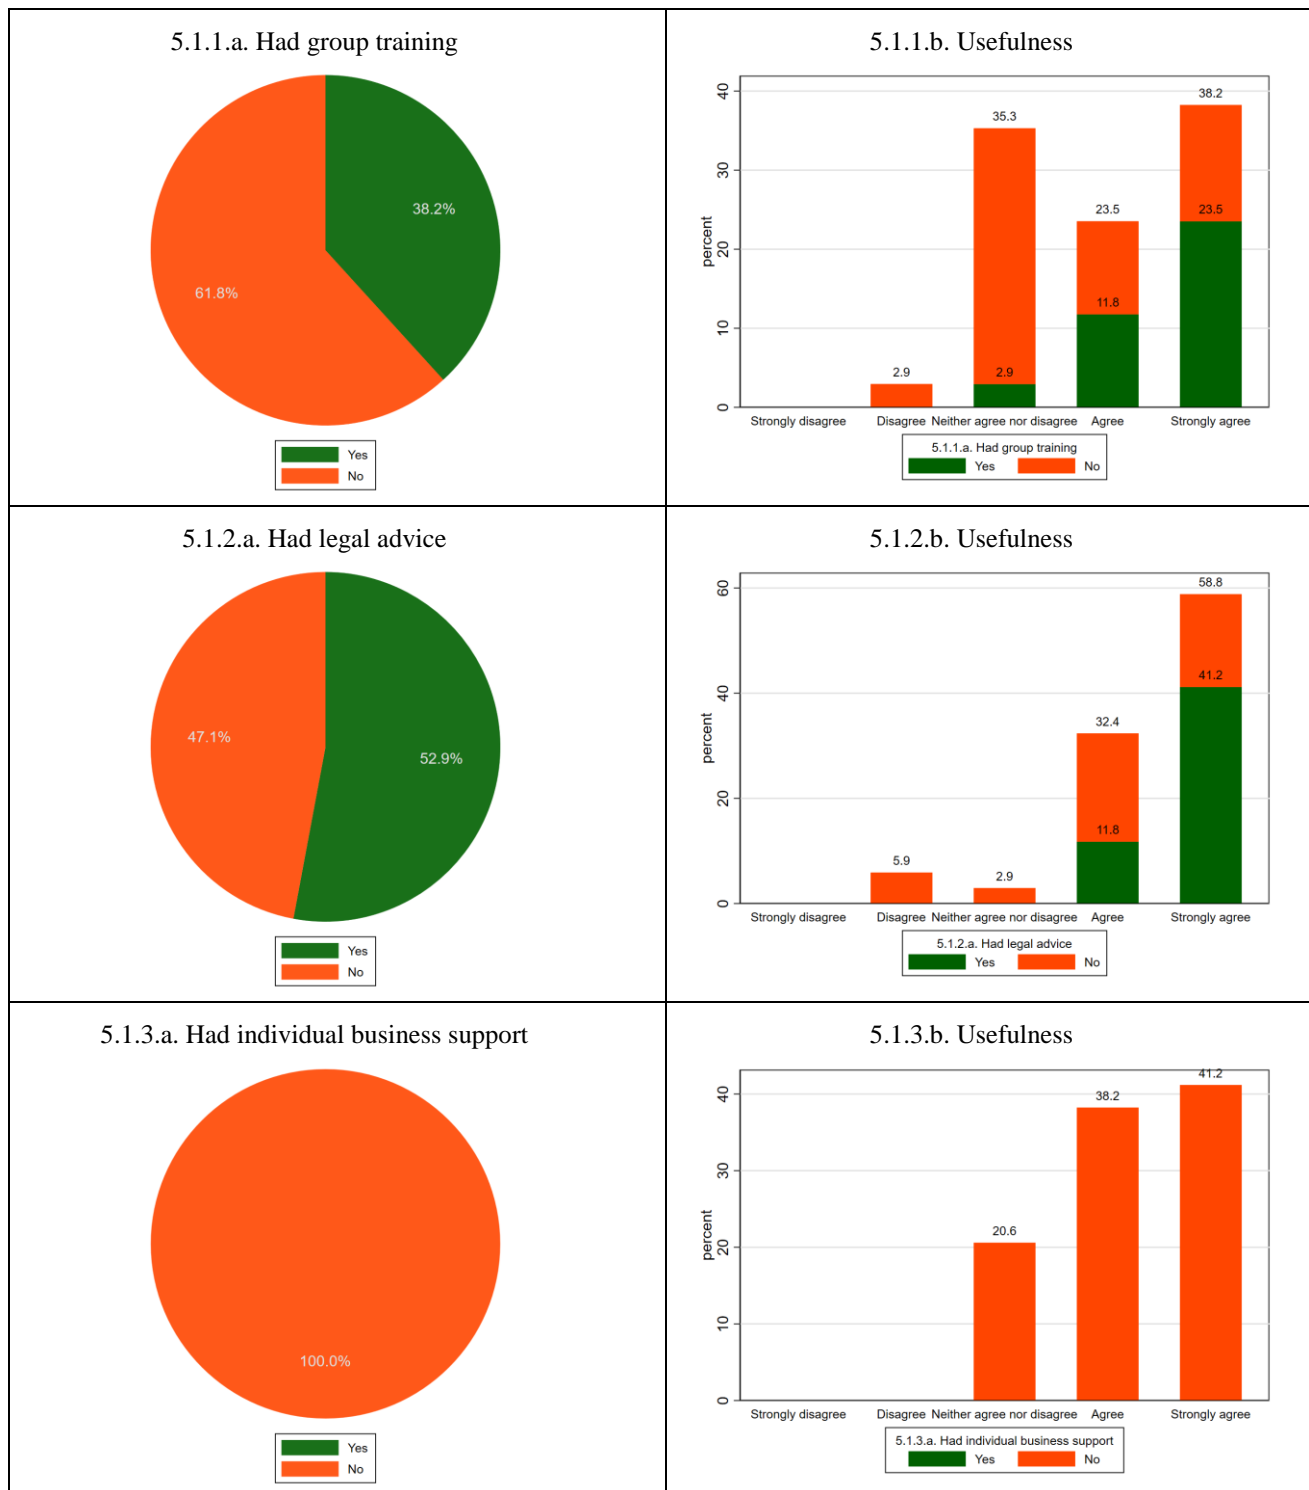 5.1.1.a. Had group training
38.2%
61.8%
Yes
No
5.1.1.b. Usefulness
percent
40
30
20
10
0
2.9
35.3
2.9
23.5
11.8
38.2
23.5
Strongly disagree Disagree Neither agree nor disagree Agree Strongly agree
5.1.1.a. Had group training
Yes No
5.1.2.a. Had legal advice
47.1%
52.9%
Yes
No
5.1.2.b. Usefulness
percent
60
40
20
0
5.9
2.9
32.4
11.8
58.8
41.2
Strongly disagree Disagree Neither agree nor disagree Agree Strongly agree
5.1.2.a. Had legal advice
Yes No
5.1.3.a. Had individual business support
100.0%
Yes
No
5.1.3.b. Usefulness
percent
40
30
20
10
0
20.6
38.2
41.2
Strongly disagree Disagree Neither agree nor disagree Agree Strongly agree
5.1.3.a. Had individual business support
Yes No